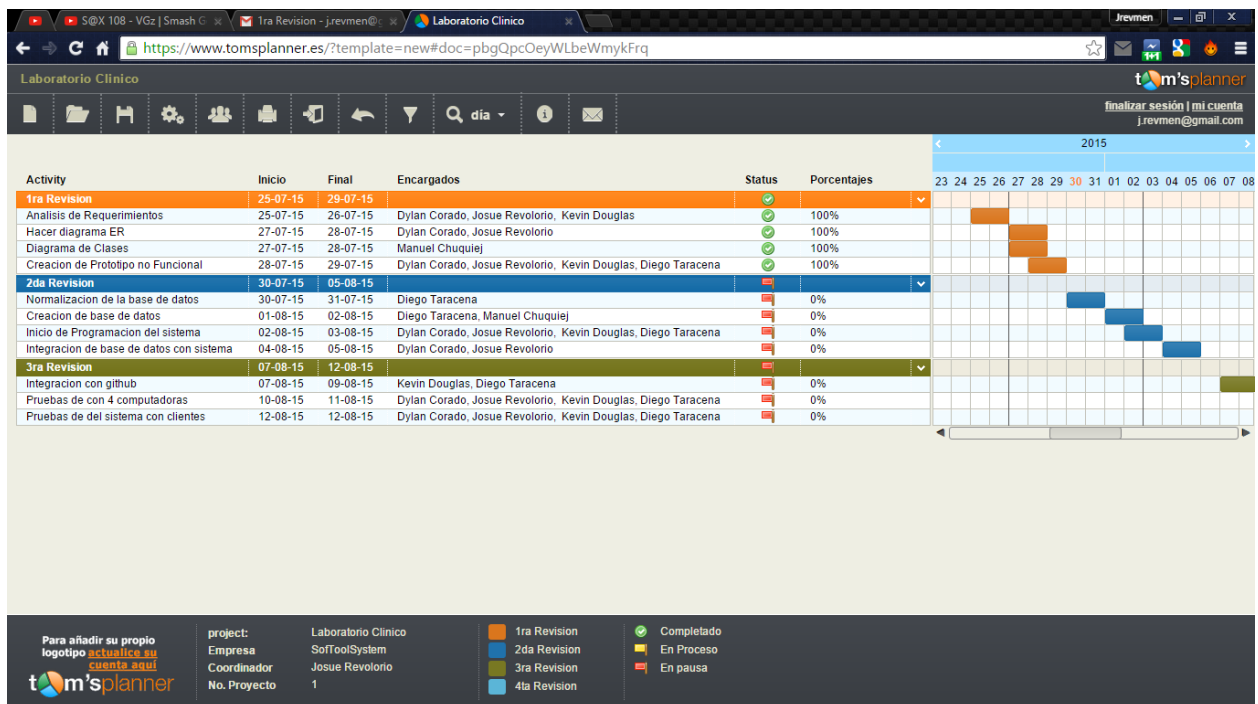 S@X 108 - VGz | Smash G
1ra Revision - j.revmen@g
Laboratorio Clinico
Jrevmen
https://www.tomsplanner.es/?template=new#doc=pbgQpcOeyWLbeWmykFrq
1+1
Laboratorio Clinico
tom'splanner
día
finalizar sesión | mi cuenta
j.revmen@gmail.com
2015
Activity Inicio Final Encargados Status Porcentajes 23 24 25 26 27 28 29 30 31 01 02 03 04 05 06 07 08
1ra Revision 25-07-15 29-07-15
Analisis de Requerimientos 25-07-15 26-07-15 Dylan Corado, Josue Revolorio, Kevin Douglas 100%
Hacer diagrama ER 27-07-15 28-07-15 Dylan Corado, Josue Revolorio 100%
Diagrama de Clases 27-07-15 28-07-15 Manuel Chuquiej 100%
Creacion de Prototipo no Funcional 28-07-15 29-07-15 Dylan Corado, Josue Revolorio, Kevin Douglas, Diego Taracena 100%
2da Revision 30-07-15 05-08-15
Normalizacion de la base de datos 30-07-15 31-07-15 Diego Taracena 0%
Creacion de base de datos 01-08-15 02-08-15 Diego Taracena, Manuel Chuquiej 0%
Inicio de Programacion del sistema 02-08-15 03-08-15 Dylan Corado, Josue Revolorio, Kevin Douglas, Diego Taracena 0%
Integracion de base de datos con sistema 04-08-15 05-08-15 Dylan Corado, Josue Revolorio 0%
3ra Revision 07-08-15 12-08-15
Integracion con github 07-08-15 09-08-15 Kevin Douglas, Diego Taracena 0%
Pruebas de con 4 computadoras 10-08-15 11-08-15 Dylan Corado, Josue Revolorio, Kevin Douglas, Diego Taracena 0%
Pruebas de del sistema con clientes 12-08-15 12-08-15 Dylan Corado, Josue Revolorio, Kevin Douglas, Diego Taracena 0%
Para añadir su propio
logotipo actualice su
cuenta aquí
tom'splanner
project: Laboratorio Clinico
Empresa SofToolSystem
Coordinador Josue Revolorio
No. Proyecto 1
1ra Revision
2da Revision
3ra Revision
4ta Revision
Completado
En Proceso
En pausa